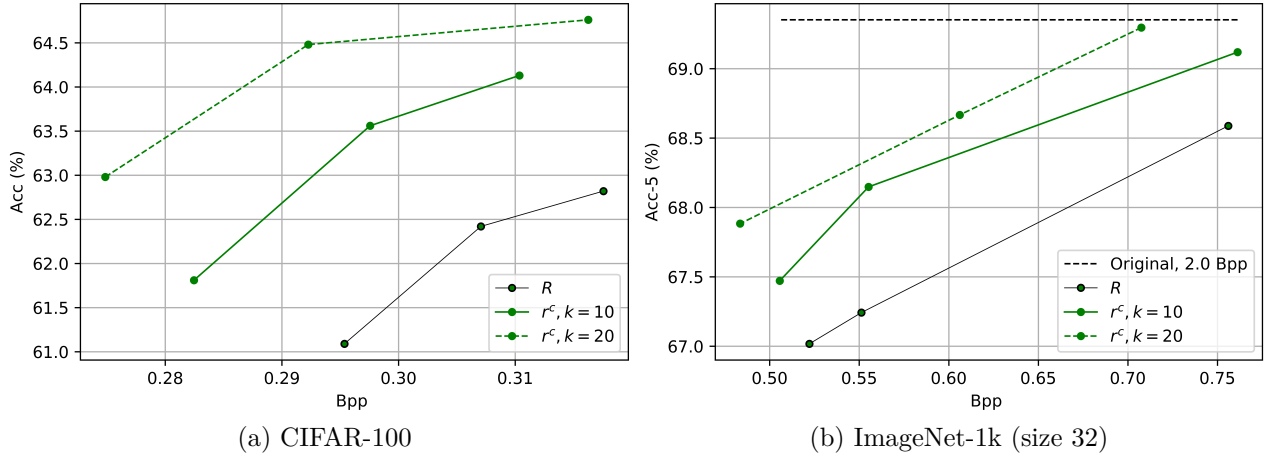 64.5
64.0
63.5
63.0
62.5
62.0
61.5
61.0
Acc (%)
0.28 0.29 0.30 0.31
Bpp
R
r^c, k = 10
r^c, k = 20
(a) CIFAR-100
69.0
68.5
68.0
67.5
67.0
Acc-5 (%)
0.50 0.55 0.60 0.65 0.70 0.75
Bpp
Original, 2.0 Bpp
R
r^c, k = 10
r^c, k = 20
(b) ImageNet-1k (size 32)